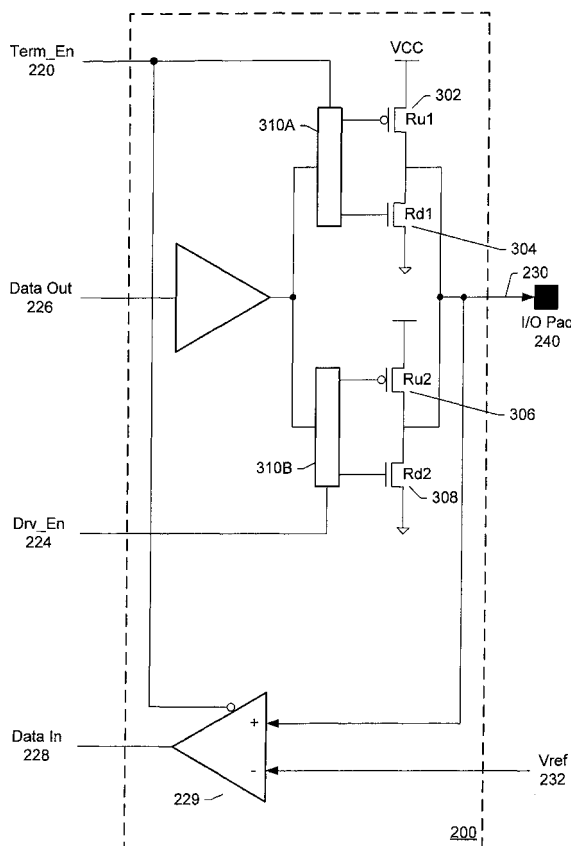 Term_En
220
VCC
302
310A
Ru1
Rd1
304
Data Out
226
230
I/O Pad
240
Ru2
306
310B
Rd2
308
Drv_En
224
+
Data In
228
-
Vref
232
229
200